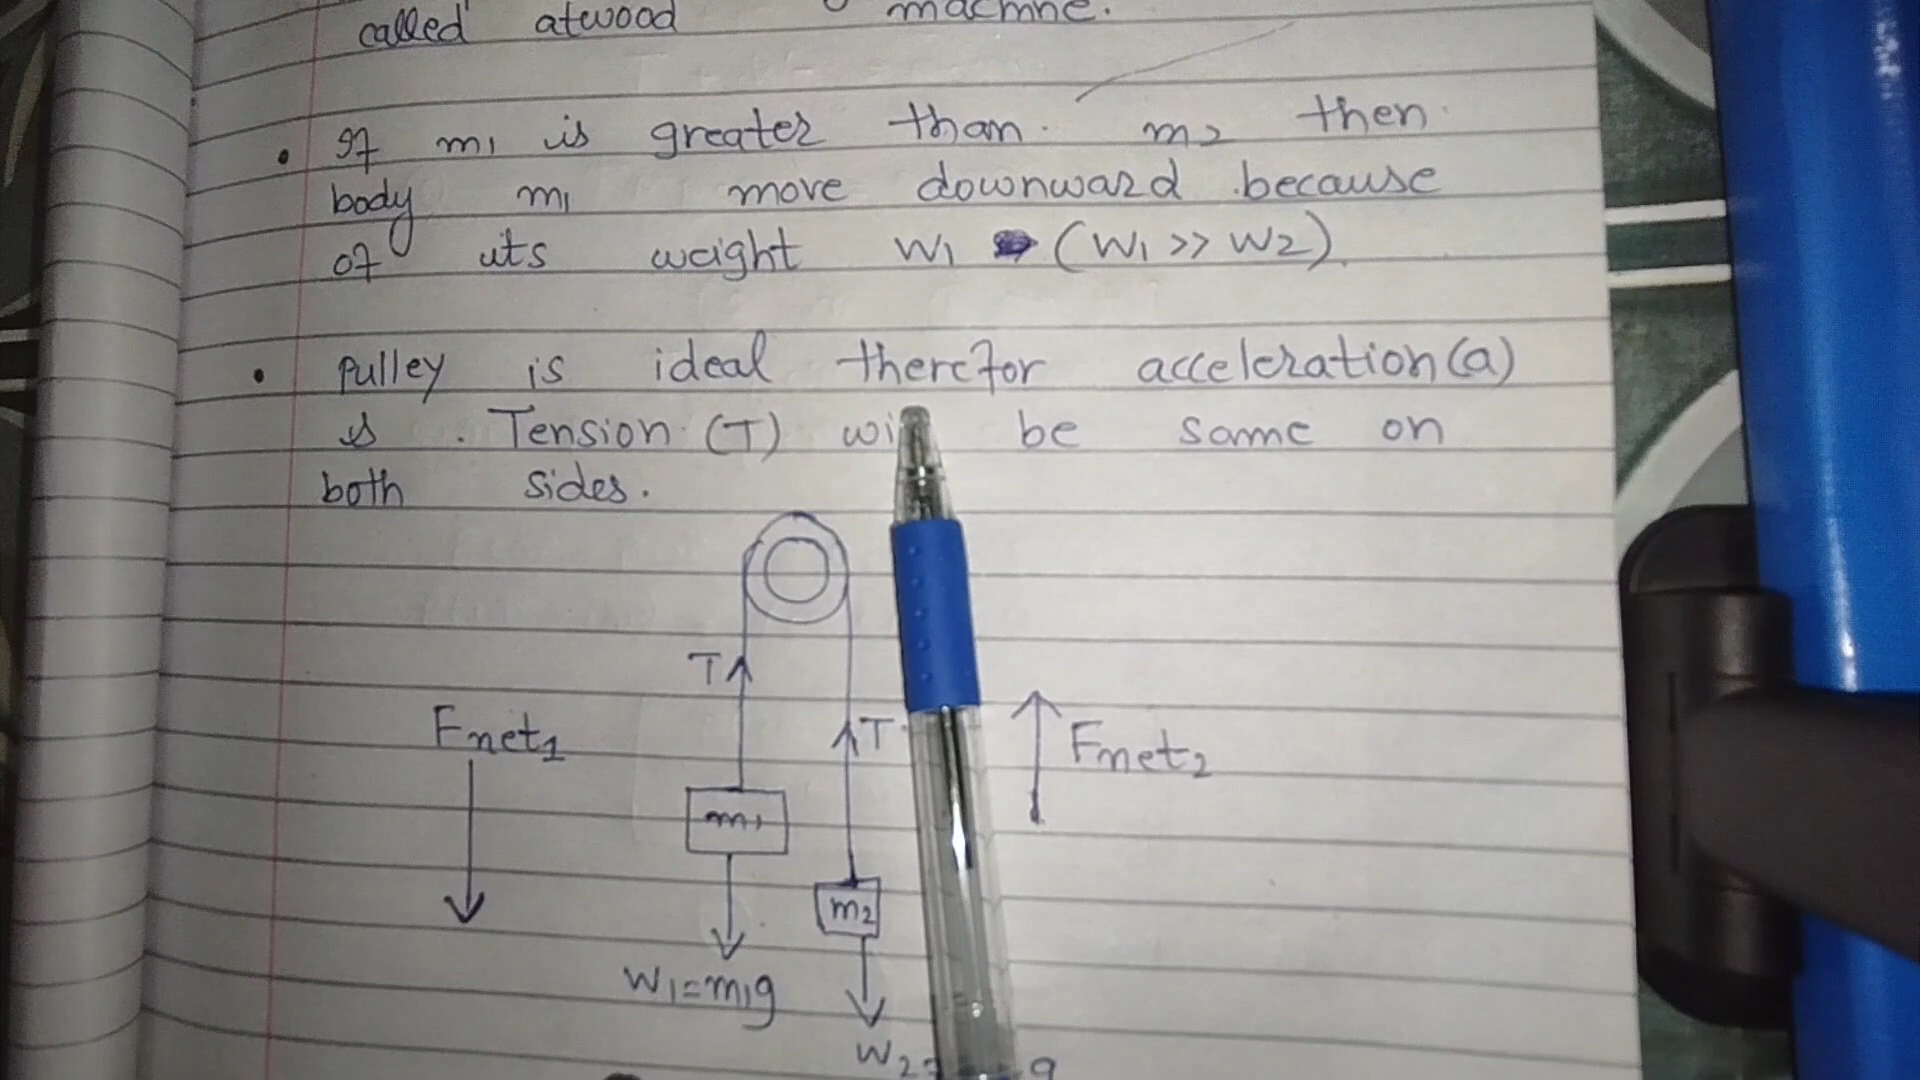 called atwood machine.
• If m1 is greater than m2 then
body m1 move downward because
of its weight W1 (W1 >> W2).
• Pulley is ideal therefor acceleration(a)
is . Tension (T) will be same on
both sides.
T
T
Fnet1
Fnet2
m1
m2
W1=m1g
W2= g